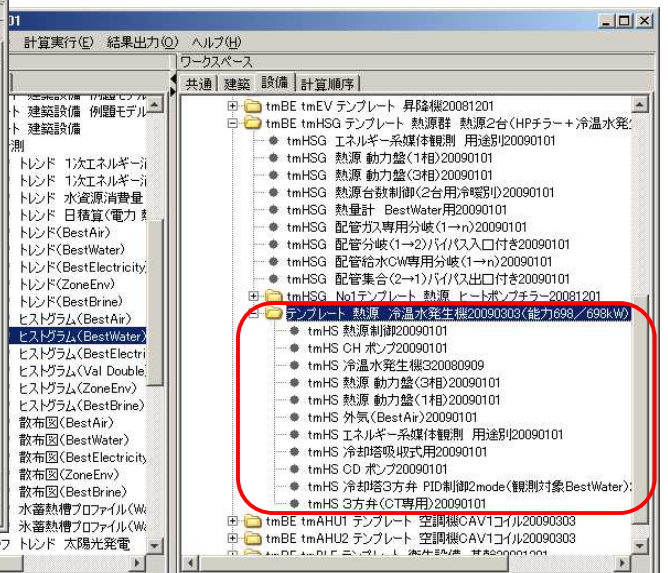 01
計算実行(E) 結果出力(O) ヘルプ(H)
ト 建築設備
測
トレンド 1次エネルギー
トレンド 1次エネルギー
トレンド 水資源消費量
トレンド 日積算(電力
トレンド(BestAir)
トレンド(BestWater)
トレンド(BestElectricity
トレンド(ZoneEnv)
トレンド(BestBrine)
ヒストグラム(BestAir)
ヒストグラム(BestWater)
ヒストグラム(BestElectri
ヒストグラム(Val Double
ヒストグラム(ZoneEnv)
ヒストグラム(BestBrine)
散布図(BestAir)
散布図(BestWater)
散布図(BestElectricity
散布図(ZoneEnv)
散布図(BestBrine)
水蓄熱槽プロファイル(W
氷蓄熱槽プロファイル(W
トレンド 太陽光発電
ワークスペース
共通 建築 設備 計算順序
tmBE tmEV テンプレート 昇降機20081201
tmBE tmHSG テンプレート 熱源群 熱源2台(HPチラー+冷温水発
tmHSG エネルギー系媒体観測 用途別20090101
tmHSG 熱源 動力盤(1相)20090101
tmHSG 熱源 動力盤(3相)20090101
tmHSG 熱源台数制御(2台用冷暖別)20090101
tmHSG 熱量計 BestWater用20090101
tmHSG 配管ガス専用分岐(1→n)20090101
tmHSG 配管分岐(1→2)バイパス入口付き20090101
tmHSG 配管給水CW専用分岐(1→n)20090101
tmHSG 配管集合(2→1)バイパス出口付き20090101
tmHSG No1テンプレート 熱源 ヒートポンプチラー20081201
テンプレート 熱源 冷温水発生機20090303(能力698/698kW)
tmHS 熱源制御20090101
tmHS CH ポンプ20090101
tmHS 冷温水発生機320080909
tmHS 熱源 動力盤(3相)20090101
tmHS 熱源 動力盤(1相)20090101
tmHS 外気(BestAir)20090101
tmHS エネルギー系媒体観測 用途別20090101
tmHS 冷却塔吸収式用20090101
tmHS CD ポンプ20090101
tmHS 冷却塔3方弁 PID制御2mode(観測対象BestWater)
tmHS 3方弁(CT専用)20090101
tmBE tmAHU1 テンプレート 空調機CAV1コイル20090303
tmBE tmAHU2 テンプレート 空調機CAV1コイル20090303